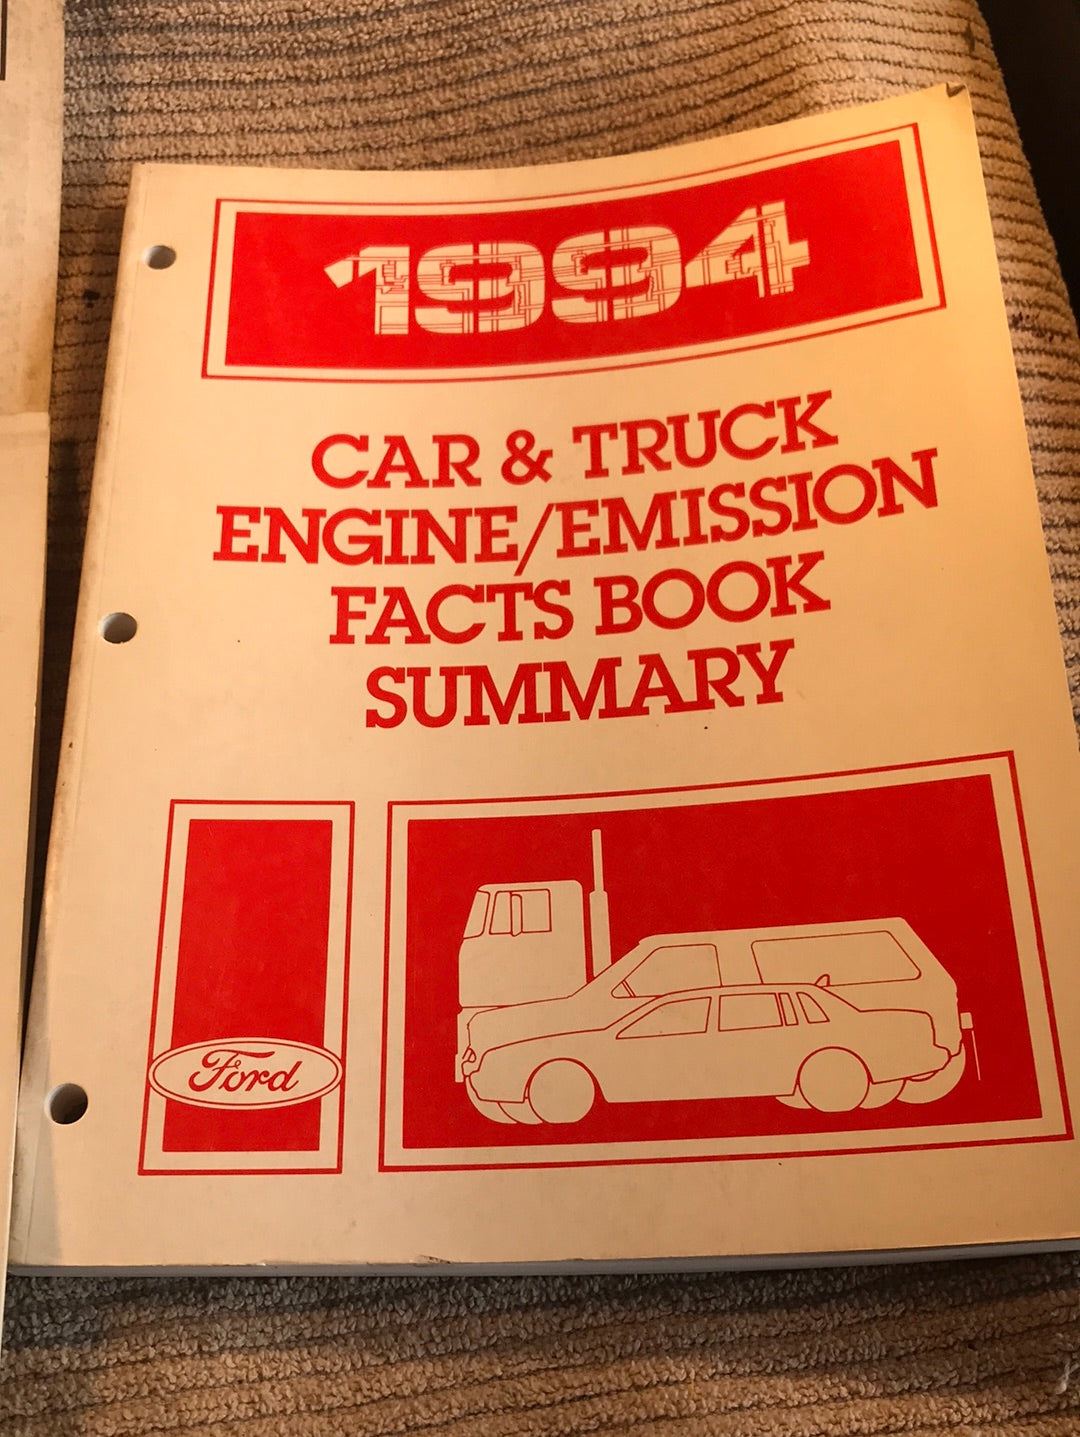 1994
CAR & TRUCK
ENGINE/EMISSION
FACTS BOOK
SUMMARY
Ford